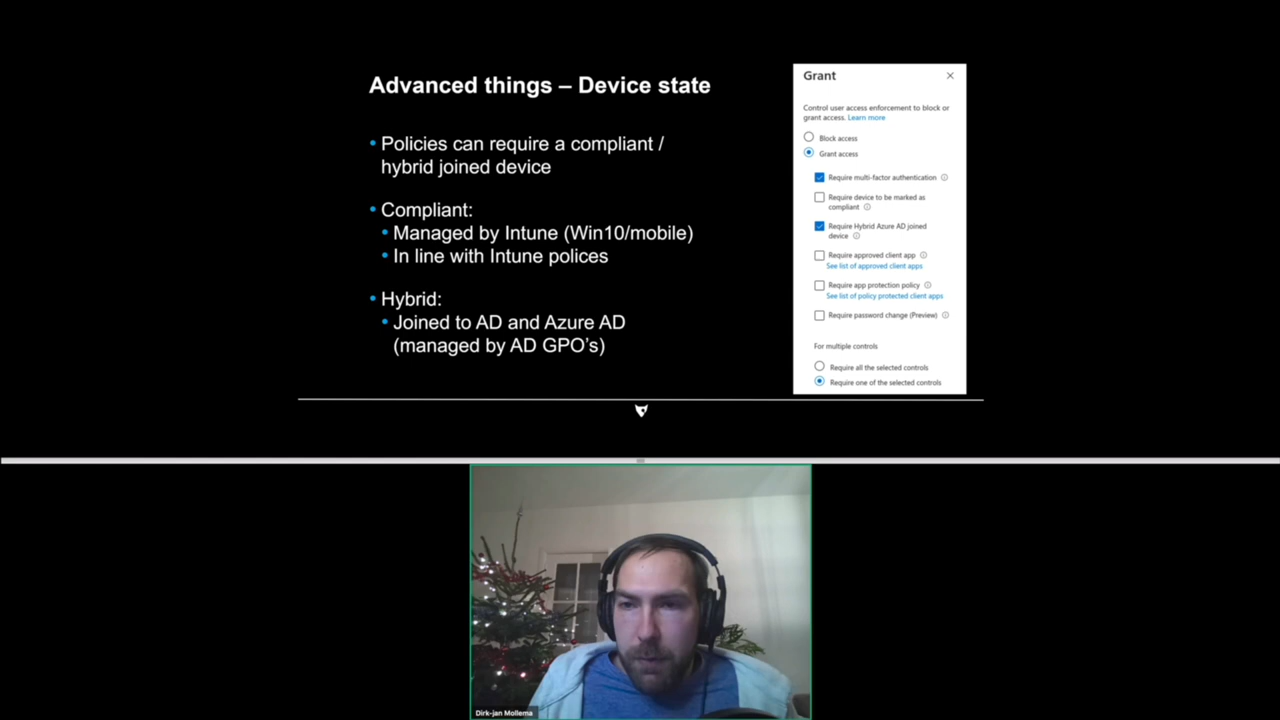 Advanced things – Device state
• Policies can require a compliant /
hybrid joined device
• Compliant:
• Managed by Intune (Win10/mobile)
• In line with Intune polices
• Hybrid:
• Joined to AD and Azure AD
(managed by AD GPO's)
Grant
Control user access enforcement to block or
grant access. Learn more
Block access
Grant access
Require multi-factor authentication
Require device to be marked as
compliant
Require Hybrid Azure AD joined
device
Require approved client app
See list of approved client apps
Require app protection policy
See list of policy protected client apps
Require password change (Preview)
For multiple controls
Require all the selected controls
Require one of the selected controls
Dirk-jan Mollema